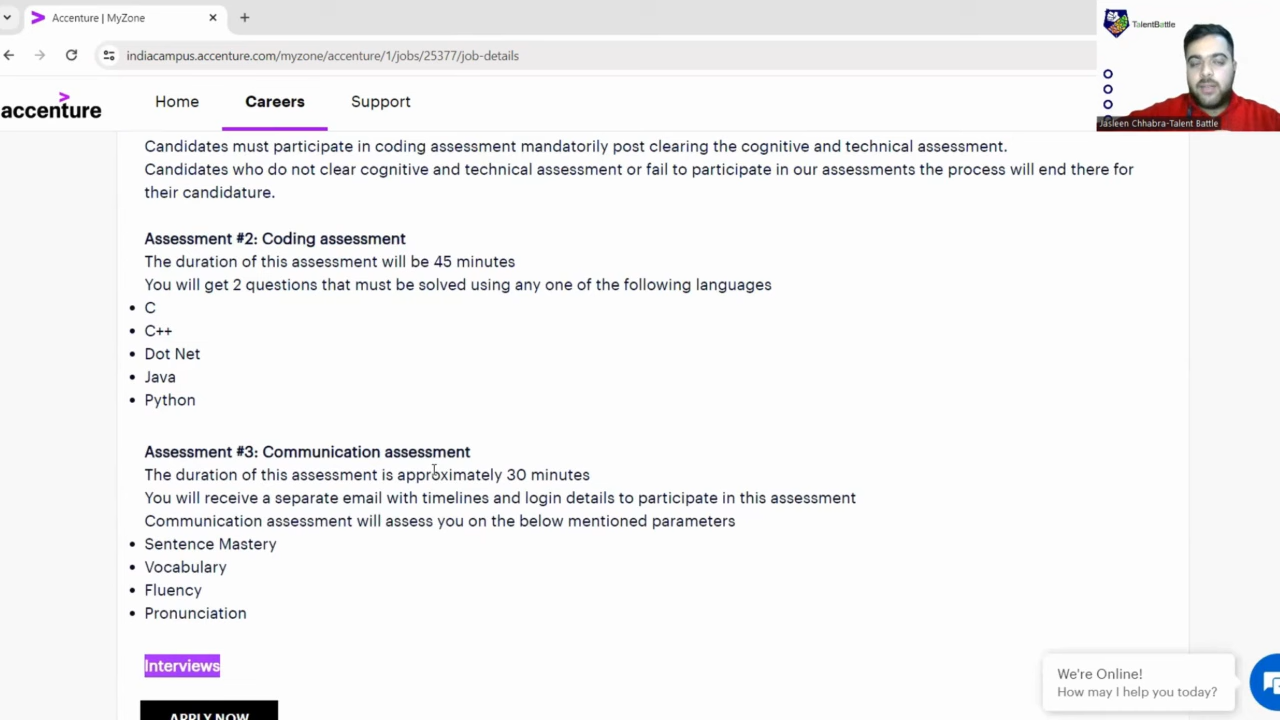 Accenture | MyZone
TalentBattle
indiacampus.accenture.com/myzone/accenture/1/jobs/25377/job-details
accenture
Home
Careers
Support
Jasleen Chhabra-Talent Battle
Candidates must participate in coding assessment mandatorily post clearing the cognitive and technical assessment.
Candidates who do not clear cognitive and technical assessment or fail to participate in our assessments the process will end there for
their candidature.
Assessment #2: Coding assessment
The duration of this assessment will be 45 minutes
You will get 2 questions that must be solved using any one of the following languages
• C
• C++
• Dot Net
• Java
• Python
Assessment #3: Communication assessment
The duration of this assessment is approximately 30 minutes
You will receive a separate email with timelines and login details to participate in this assessment
Communication assessment will assess you on the below mentioned parameters
• Sentence Mastery
• Vocabulary
• Fluency
• Pronunciation
Interviews
APPLY NOW
We're Online!
How may I help you today?